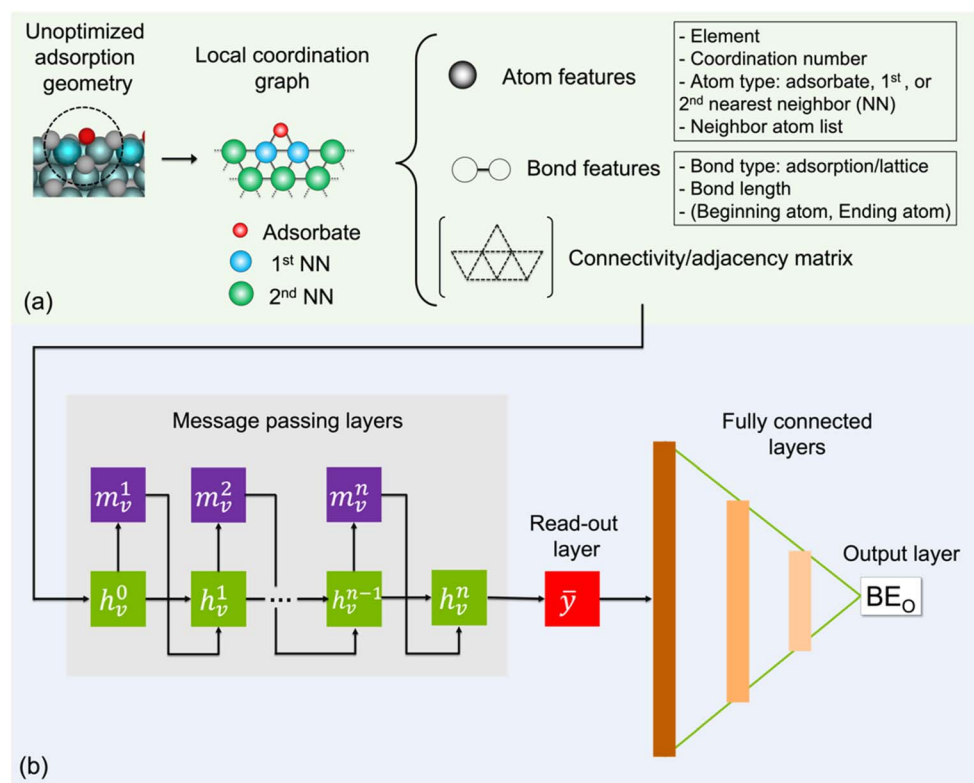 Unoptimized
adsorption
geometry
Local coordination
graph
Adsorbate
1st NN
2nd NN
(a)
Atom features
- Element
- Coordination number
- Atom type: adsorbate, 1st, or
2nd nearest neighbor (NN)
- Neighbor atom list
Bond features
- Bond type: adsorption/lattice
- Bond length
- (Beginning atom, Ending atom)
Connectivity/adjacency matrix
Message passing layers
m_v^1
m_v^2
m_v^n
h_v^0
h_v^1
...
h_v^{n-1}
h_v^n
Read-out
layer
ȳ
Fully connected
layers
Output layer
BE_O
(b)